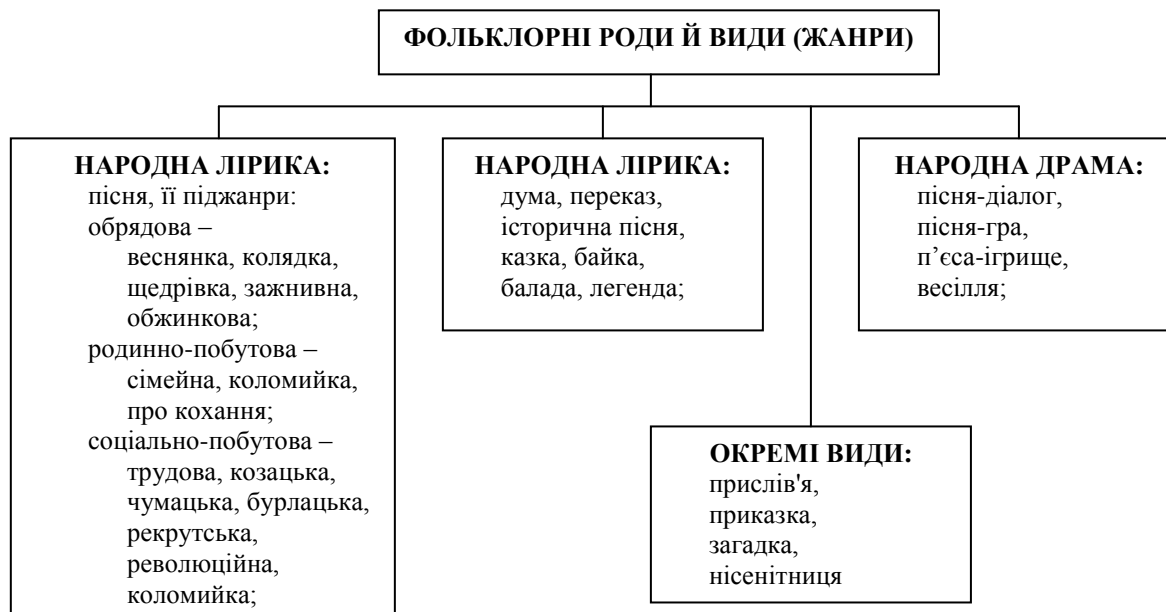 ФОЛЬКЛОРНІ РОДИ Й ВИДИ (ЖАНРИ)
НАРОДНА ЛІРИКА:
пісня, її піджанри:
обрядова –
веснянка, колядка,
щедрівка, зажнивна,
обжинкова;
родинно-побутова –
сімейна, коломийка,
про кохання;
соціально-побутова –
трудова, козацька,
чумацька, бурлацька,
рекрутська,
революційна,
коломийка;
НАРОДНА ЛІРИКА:
дума, переказ,
історична пісня,
казка, байка,
балада, легенда;
НАРОДНА ДРАМА:
пісня-діалог,
пісня-гра,
п’єса-ігрище,
весілля;
ОКРЕМІ ВИДИ:
прислів'я,
приказка,
загадка,
нісенітниця